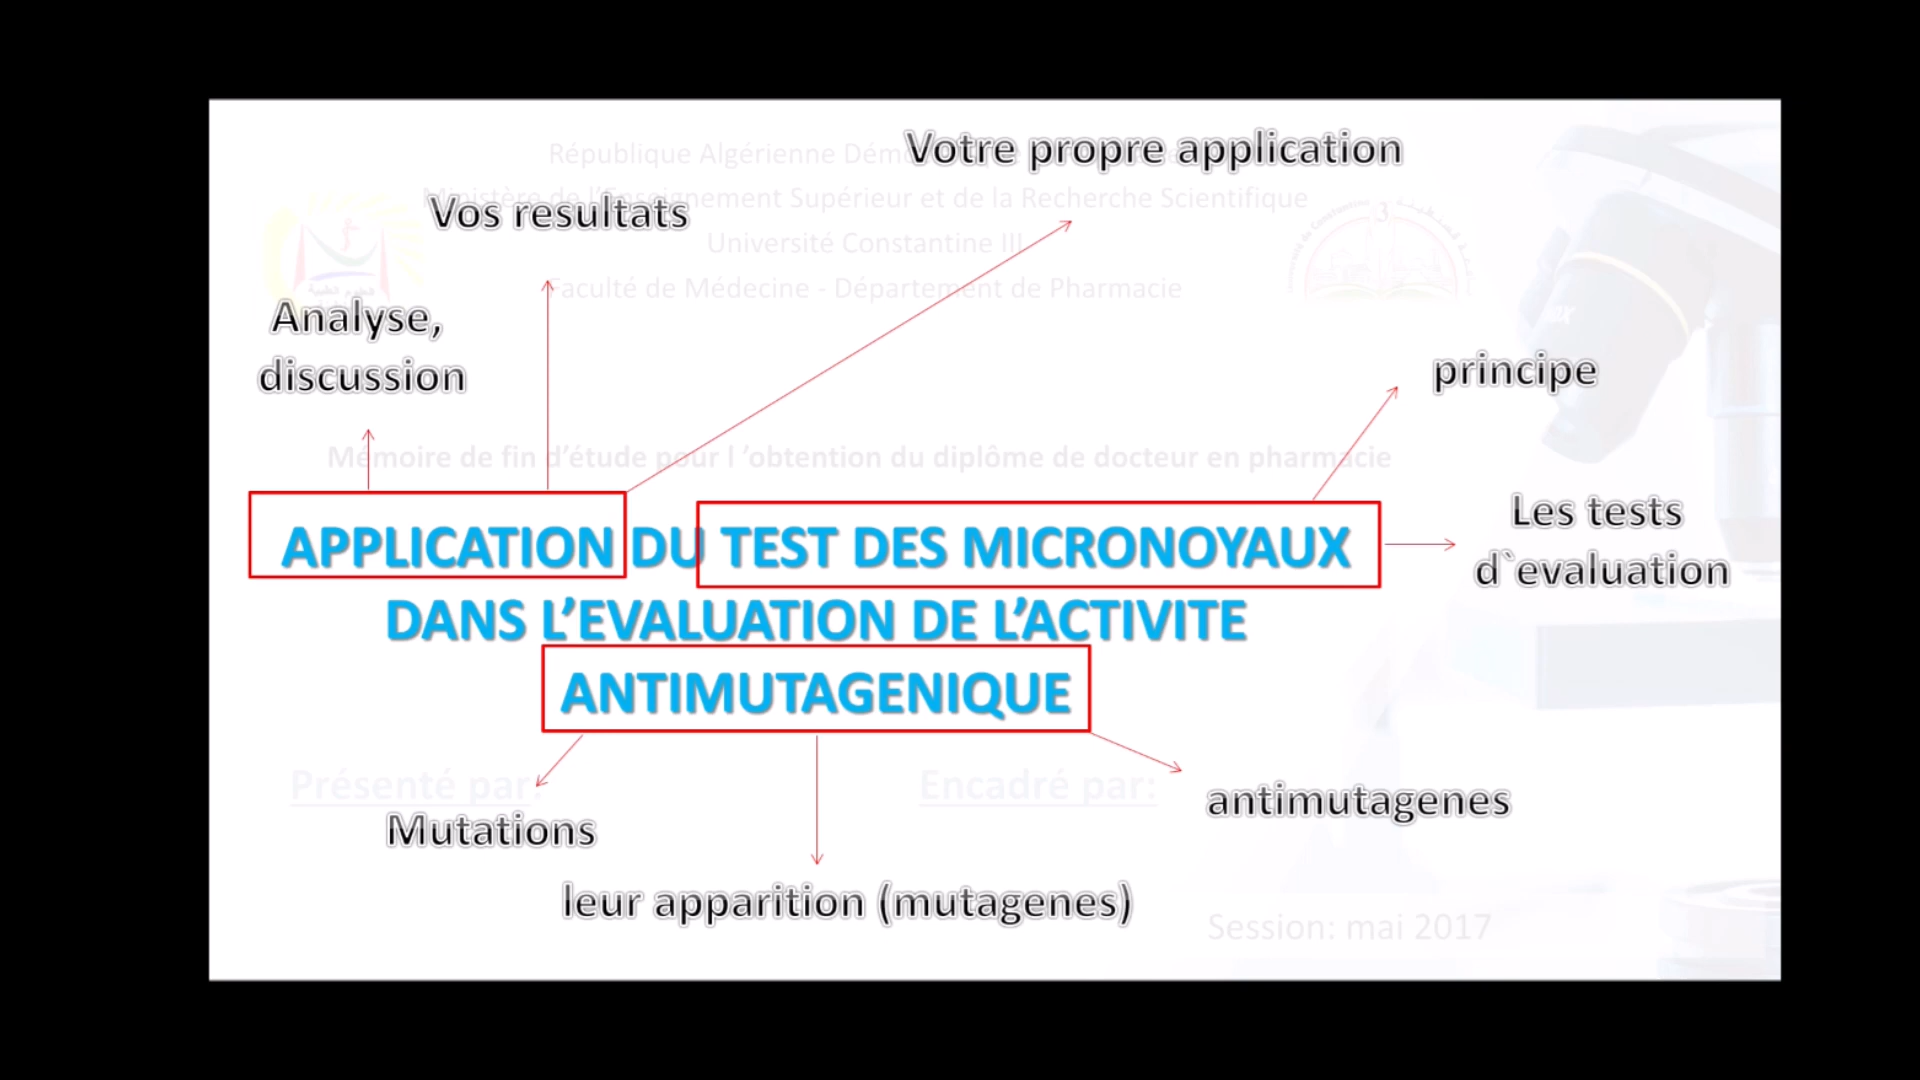 République Algérienne Dém
Votre propre application
Ministère de l'Enseignement Supérieur et de la Recherche Scientifique
Vos resultats
Université Constantine III
Faculté de Médecine - Département de Pharmacie
Analyse,
discussion
principe
Mémoire de fin d'étude pour l 'obtention du diplôme de docteur en pharmacie
Les tests
d`evaluation
APPLICATION DU TEST DES MICRONOYAUX
DANS L'EVALUATION DE L'ACTIVITE
ANTIMUTAGENIQUE
Présenté par:
Encadré par:
Mutations
antimutagenes
leur apparition (mutagenes)
Session: mai 2017